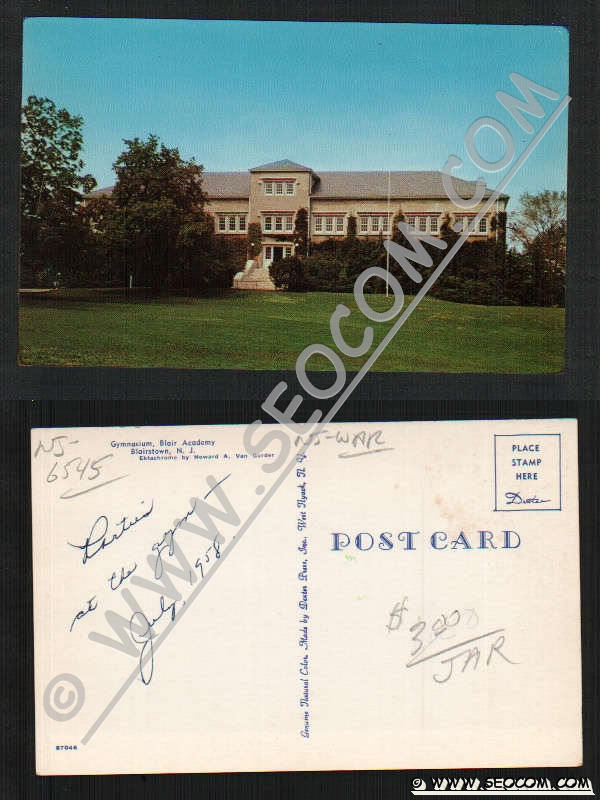 NJ-
6545
Gymnasium, Blair Academy
Blairstown, N. J.
Ektachrome by Howard A. Van Gorder
NJ-WAR
Parties
at the gym -
July, 1958.
Genuine Natural Color. Made by Dexter Press, Inc. West Nyack, N. Y.
PLACE
STAMP
HERE
Dexter
POST CARD
$3.00
JAR
87046
© WWW.SEOCOM.COM
© WWW.SEOCOM.COM